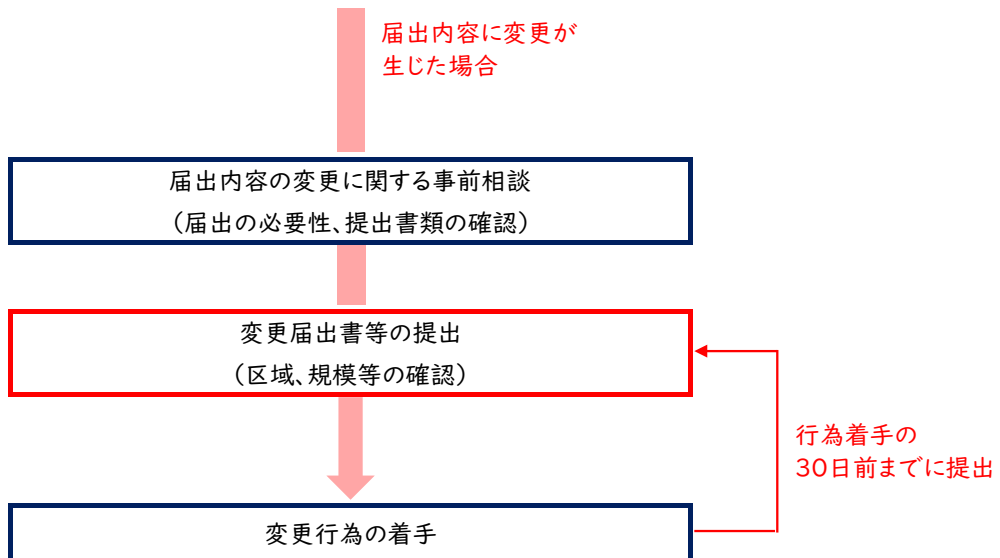 届出内容に変更が
生じた場合
届出内容の変更に関する事前相談
（届出の必要性、提出書類の確認）
変更届出書等の提出
（区域、規模等の確認）
行為着手の
30日前までに提出
変更行為の着手